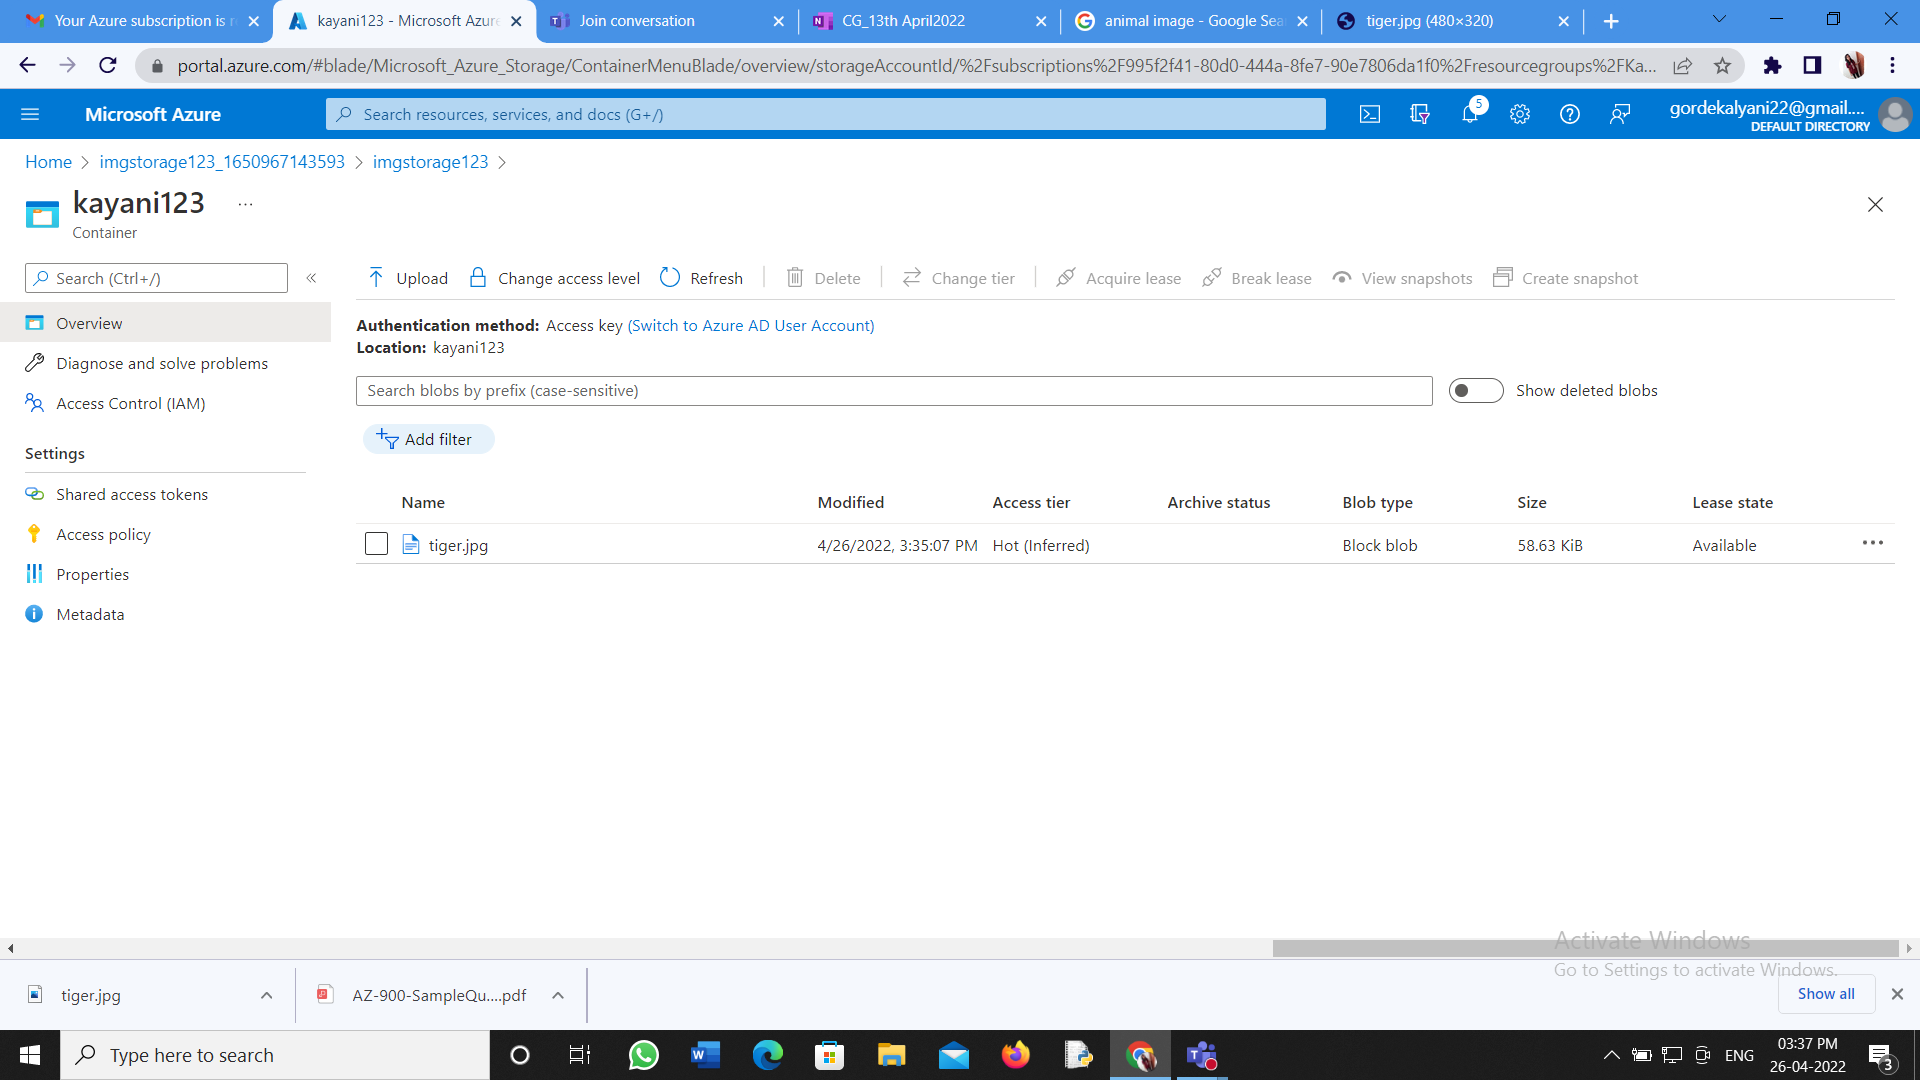 Your Azure subscription is r
kayani123 - Microsoft Azure
Join conversation
CG_13th April2022
animal image - Google Sea
tiger.jpg (480×320)
portal.azure.com/#blade/Microsoft_Azure_Storage/ContainerMenuBlade/overview/storageAccountId/%2Fsubscriptions%2F995f2f41-80d0-444a-8fe7-90e7806da1f0%2Fresourcegroups%2FKa...
Microsoft Azure
Search resources, services, and docs (G+/)
5
gordekalyani22@gmail....
DEFAULT DIRECTORY
Home > imgstorage123_1650967143593 > imgstorage123 >
kayani123 ...
Container
Search (Ctrl+/)
«
Upload
Change access level
Refresh
Delete
Change tier
Acquire lease
Break lease
View snapshots
Create snapshot
Overview
Diagnose and solve problems
Access Control (IAM)
Settings
Shared access tokens
Access policy
Properties
Metadata
Authentication method: Access key (Switch to Azure AD User Account)
Location: kayani123
Search blobs by prefix (case-sensitive)
Show deleted blobs
Add filter
Name Modified Access tier Archive status Blob type Size Lease state
tiger.jpg 4/26/2022, 3:35:07 PM Hot (Inferred) Block blob 58.63 KiB Available ...
Activate Windows
Go to Settings to activate Windows.
tiger.jpg
AZ-900-SampleQu....pdf
Show all
Type here to search
ENG
03:37 PM
26-04-2022
3